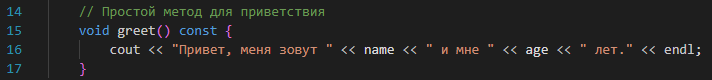 14 // Простой метод для приветствия
15 void greet() const {
16 cout << "Привет, меня зовут " << name << " и мне " << age << " лет." << endl;
17 }